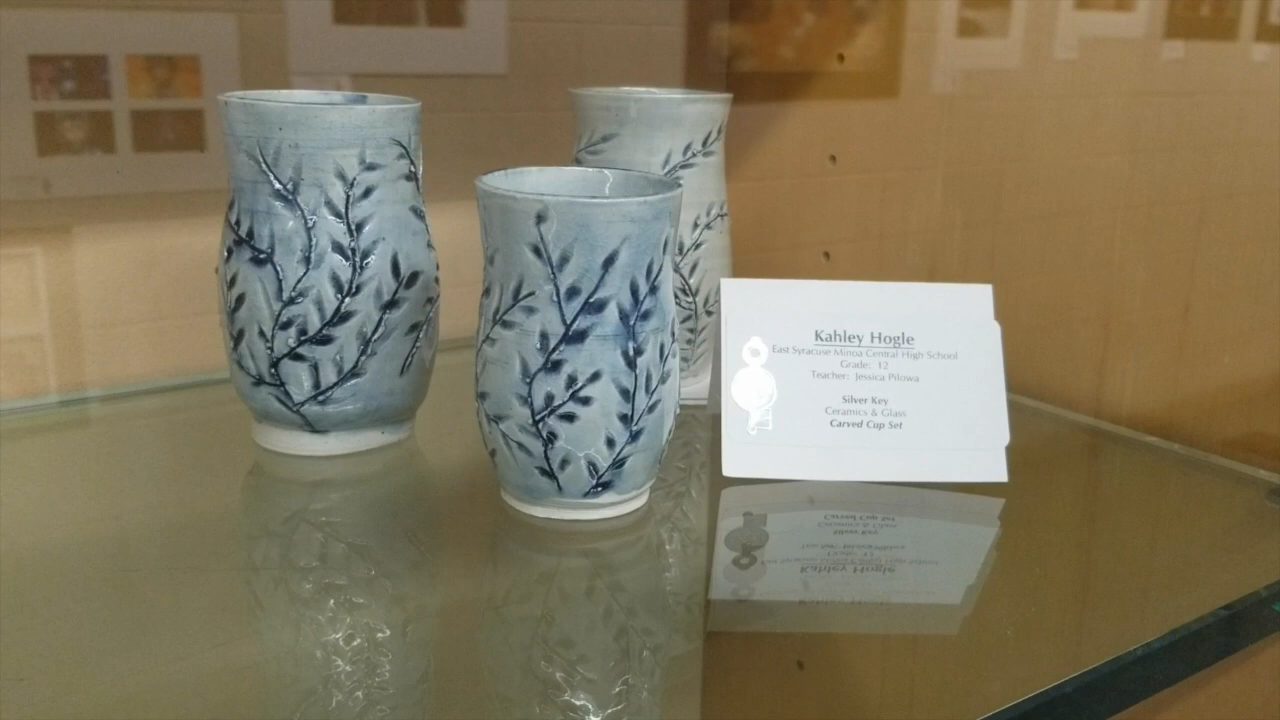 Kahley Hogle
East Syracuse Minoa Central High School
Grade: 12
Teacher: Jessica Pilowa
Silver Key
Ceramics & Glass
Carved Cup Set